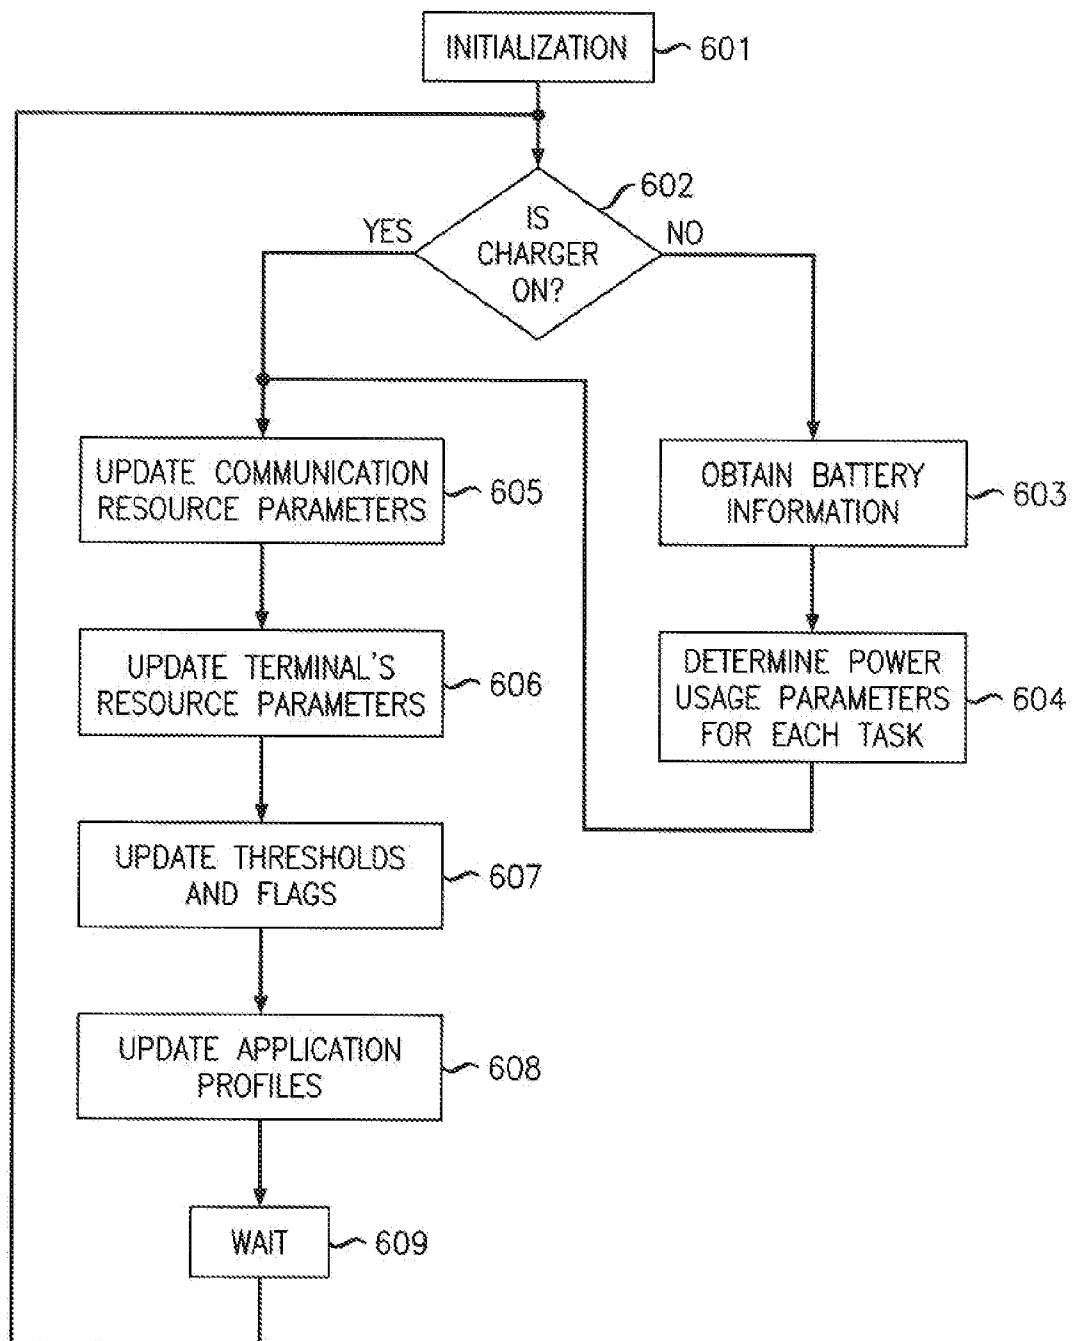 INITIALIZATION
601
602
IS
CHARGER
ON?
YES
NO
UPDATE COMMUNICATION
RESOURCE PARAMETERS
605
OBTAIN BATTERY
INFORMATION
603
UPDATE TERMINAL'S
RESOURCE PARAMETERS
606
DETERMINE POWER
USAGE PARAMETERS
FOR EACH TASK
604
UPDATE THRESHOLDS
AND FLAGS
607
UPDATE APPLICATION
PROFILES
608
WAIT
609